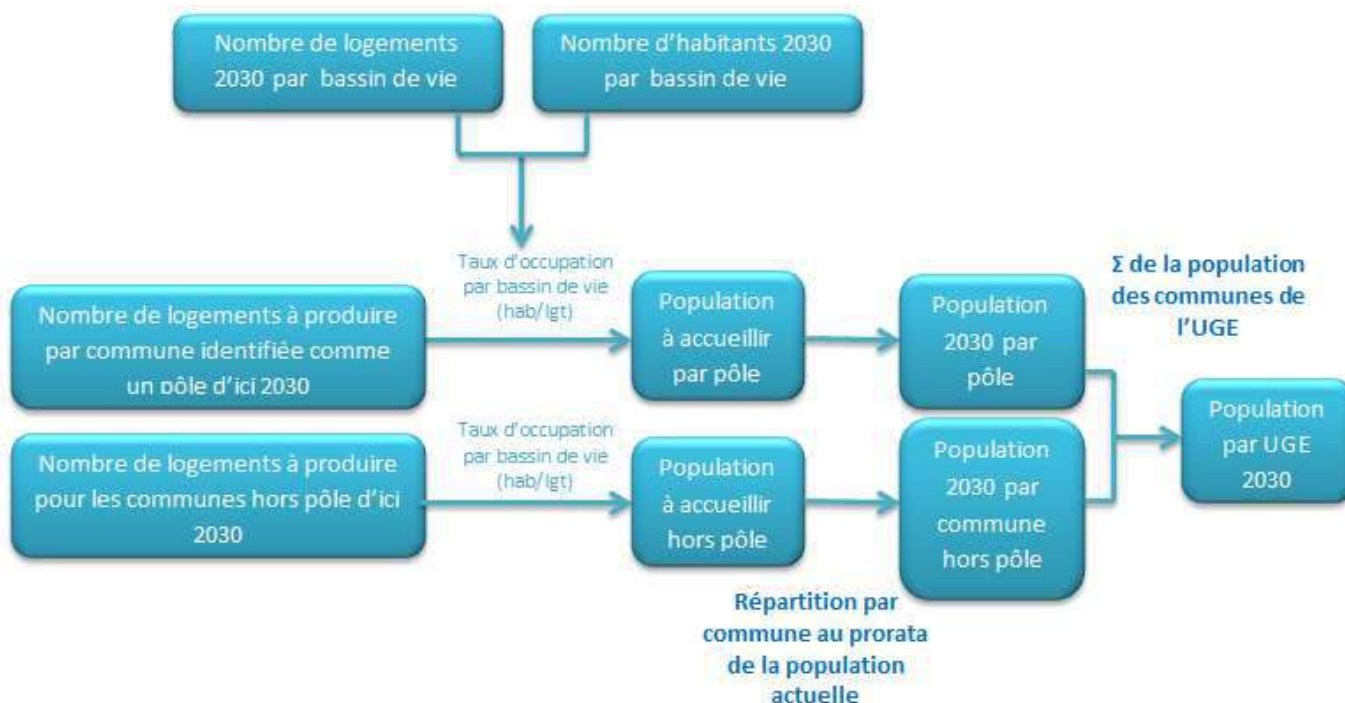 Nombre de logements
2030 par bassin de vie
Nombre d'habitants 2030
par bassin de vie
Taux d'occupation
par bassin de vie
(hab/lgt)
Σ de la population
des communes de
l'UGE
Nombre de logements à produire
par commune identifiée comme
un pôle d'ici 2030
Population
à accueillir
par pôle
Population
2030 par
pôle
Population
par UGE
2030
Taux d'occupation
par bassin de vie
(hab/lgt)
Nombre de logements à produire
pour les communes hors pôle d'ici
2030
Population
à accueillir
hors pôle
Population
2030 par
commune
hors pôle
Répartition par
commune au prorata
de la population
actuelle